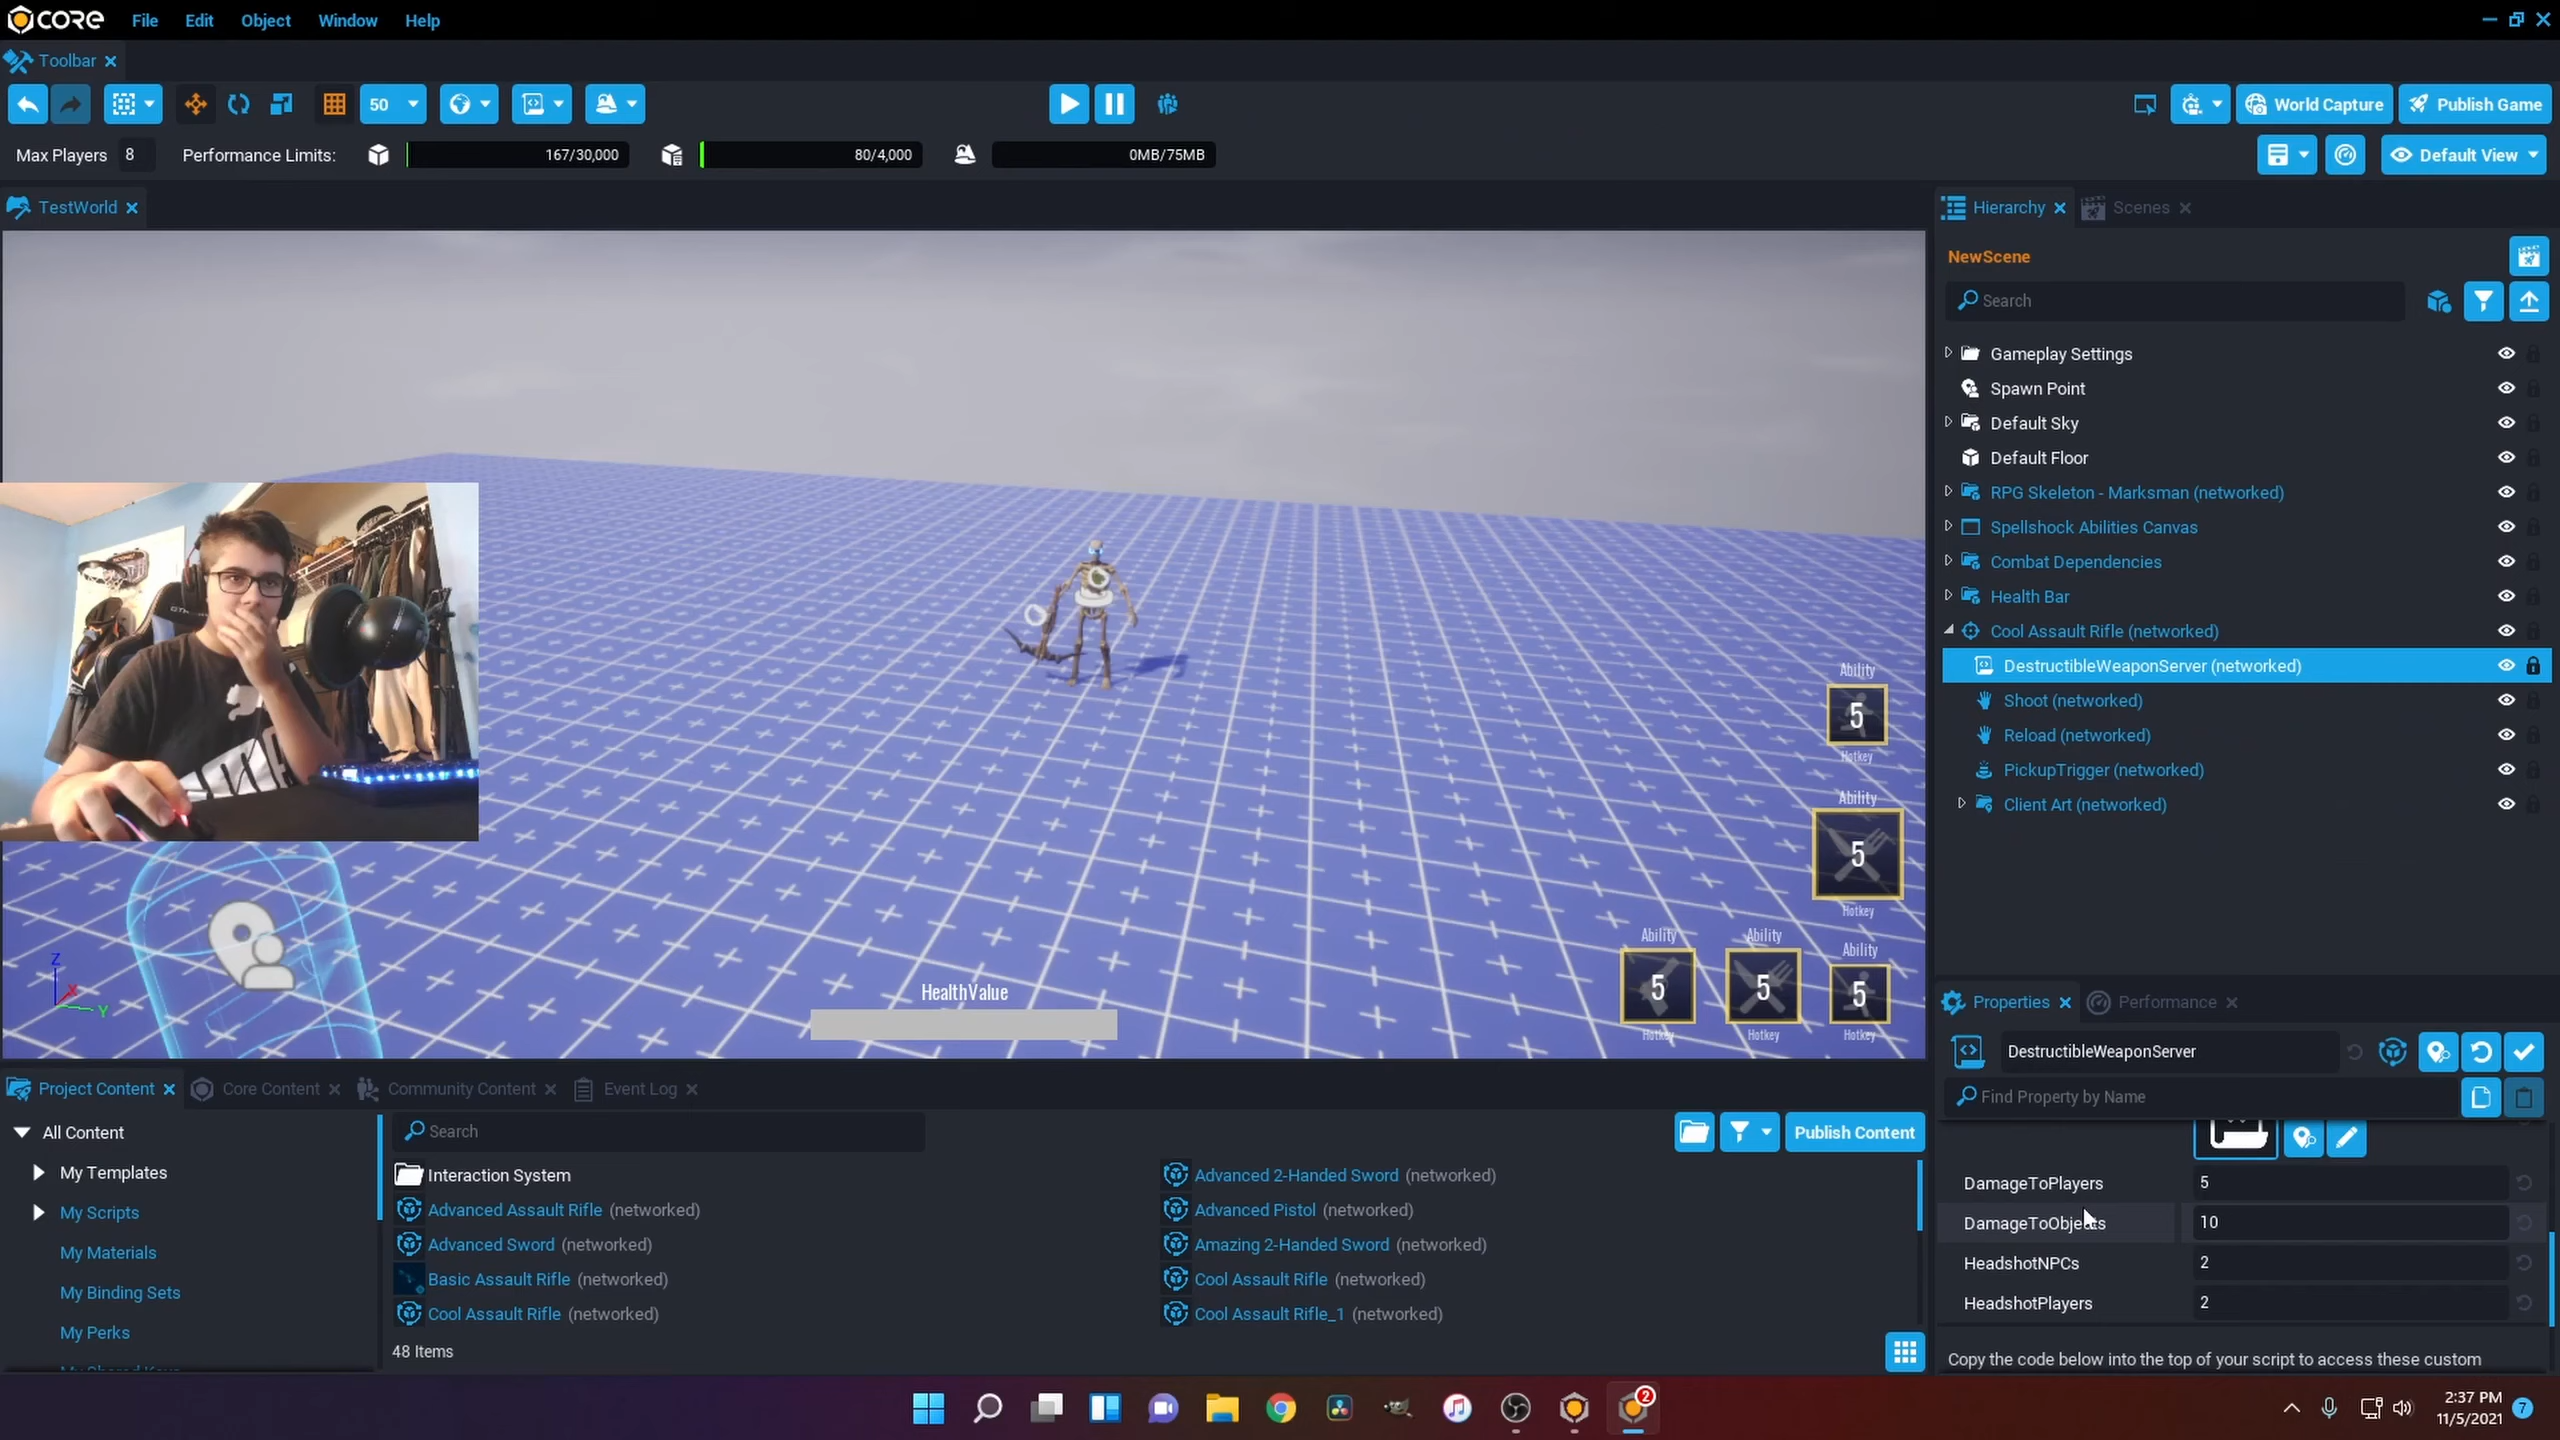 CORE File Edit Object Window Help
Toolbar
50 World Capture Publish Game
Max Players 8 Performance Limits: 167/30,000 80/4,000 0MB/75MB Default View
TestWorld
Hierarchy Scenes
NewScene
Search
Gameplay Settings
Spawn Point
Default Sky
Default Floor
RPG Skeleton - Marksman (networked)
Spellshock Abilities Canvas
Combat Dependencies
Health Bar
Cool Assault Rifle (networked)
DestructibleWeaponServer (networked)
Shoot (networked)
Reload (networked)
PickupTrigger (networked)
Client Art (networked)
Ability
5
Hotkey
Ability
5
Hotkey
Ability Ability Ability
5 5 5
Hotkey Hotkey Hotkey
HealthValue
Z
X
Y
Properties Performance
DestructibleWeaponServer
Find Property by Name
DamageToPlayers 5
DamageToObjects 10
HeadshotNPCs 2
HeadshotPlayers 2
Copy the code below into the top of your script to access these custom
Project Content Core Content Community Content Event Log
All Content
My Templates
My Scripts
My Materials
My Binding Sets
My Perks
Search
Publish Content
Interaction System Advanced 2-Handed Sword (networked)
Advanced Assault Rifle (networked) Advanced Pistol (networked)
Advanced Sword (networked) Amazing 2-Handed Sword (networked)
Basic Assault Rifle (networked) Cool Assault Rifle (networked)
Cool Assault Rifle (networked) Cool Assault Rifle_1 (networked)
48 Items
2
2:37 PM
11/5/2021
7